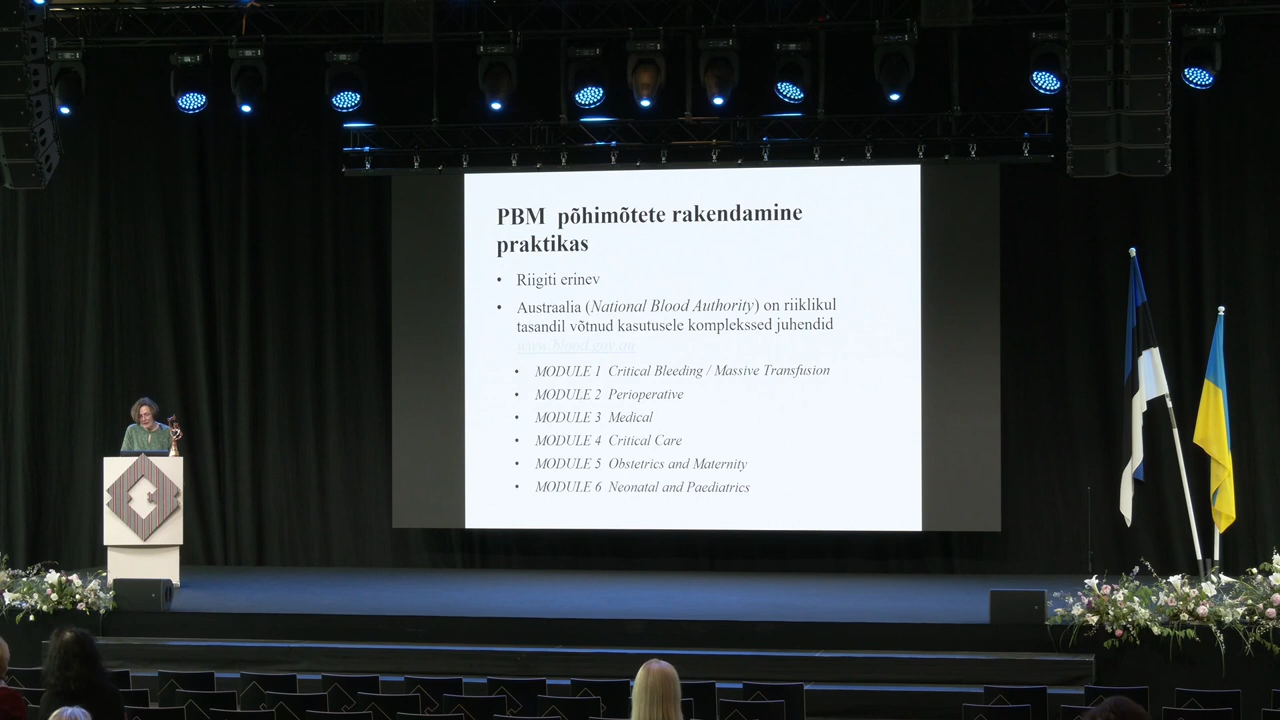 PBM põhimõtete rakendamine
praktikas
• Riigiti erinev
• Austraalia (National Blood Authority) on riiklikul
tasandil võtnud kasutusele komplekssed juhendid
www.blood.gov.au
• MODULE 1 Critical Bleeding / Massive Transfusion
• MODULE 2 Perioperative
• MODULE 3 Medical
• MODULE 4 Critical Care
• MODULE 5 Obstetrics and Maternity
• MODULE 6 Neonatal and Paediatrics